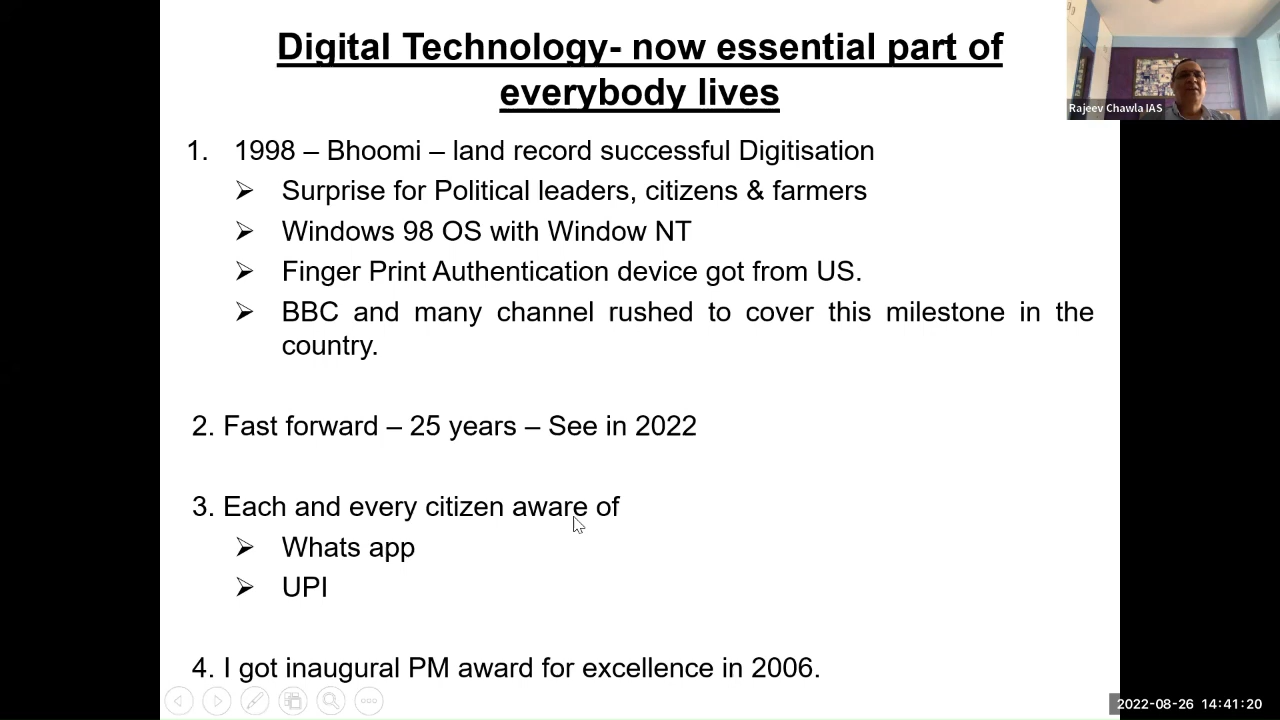 Digital Technology- now essential part of
everybody lives
Rajeev Chawla IAS
1. 1998 – Bhoomi – land record successful Digitisation
➢ Surprise for Political leaders, citizens & farmers
➢ Windows 98 OS with Window NT
➢ Finger Print Authentication device got from US.
➢ BBC and many channel rushed to cover this milestone in the
country.
2. Fast forward – 25 years – See in 2022
3. Each and every citizen aware of
➢ Whats app
➢ UPI
4. I got inaugural PM award for excellence in 2006.
2022-08-26 14:41:20